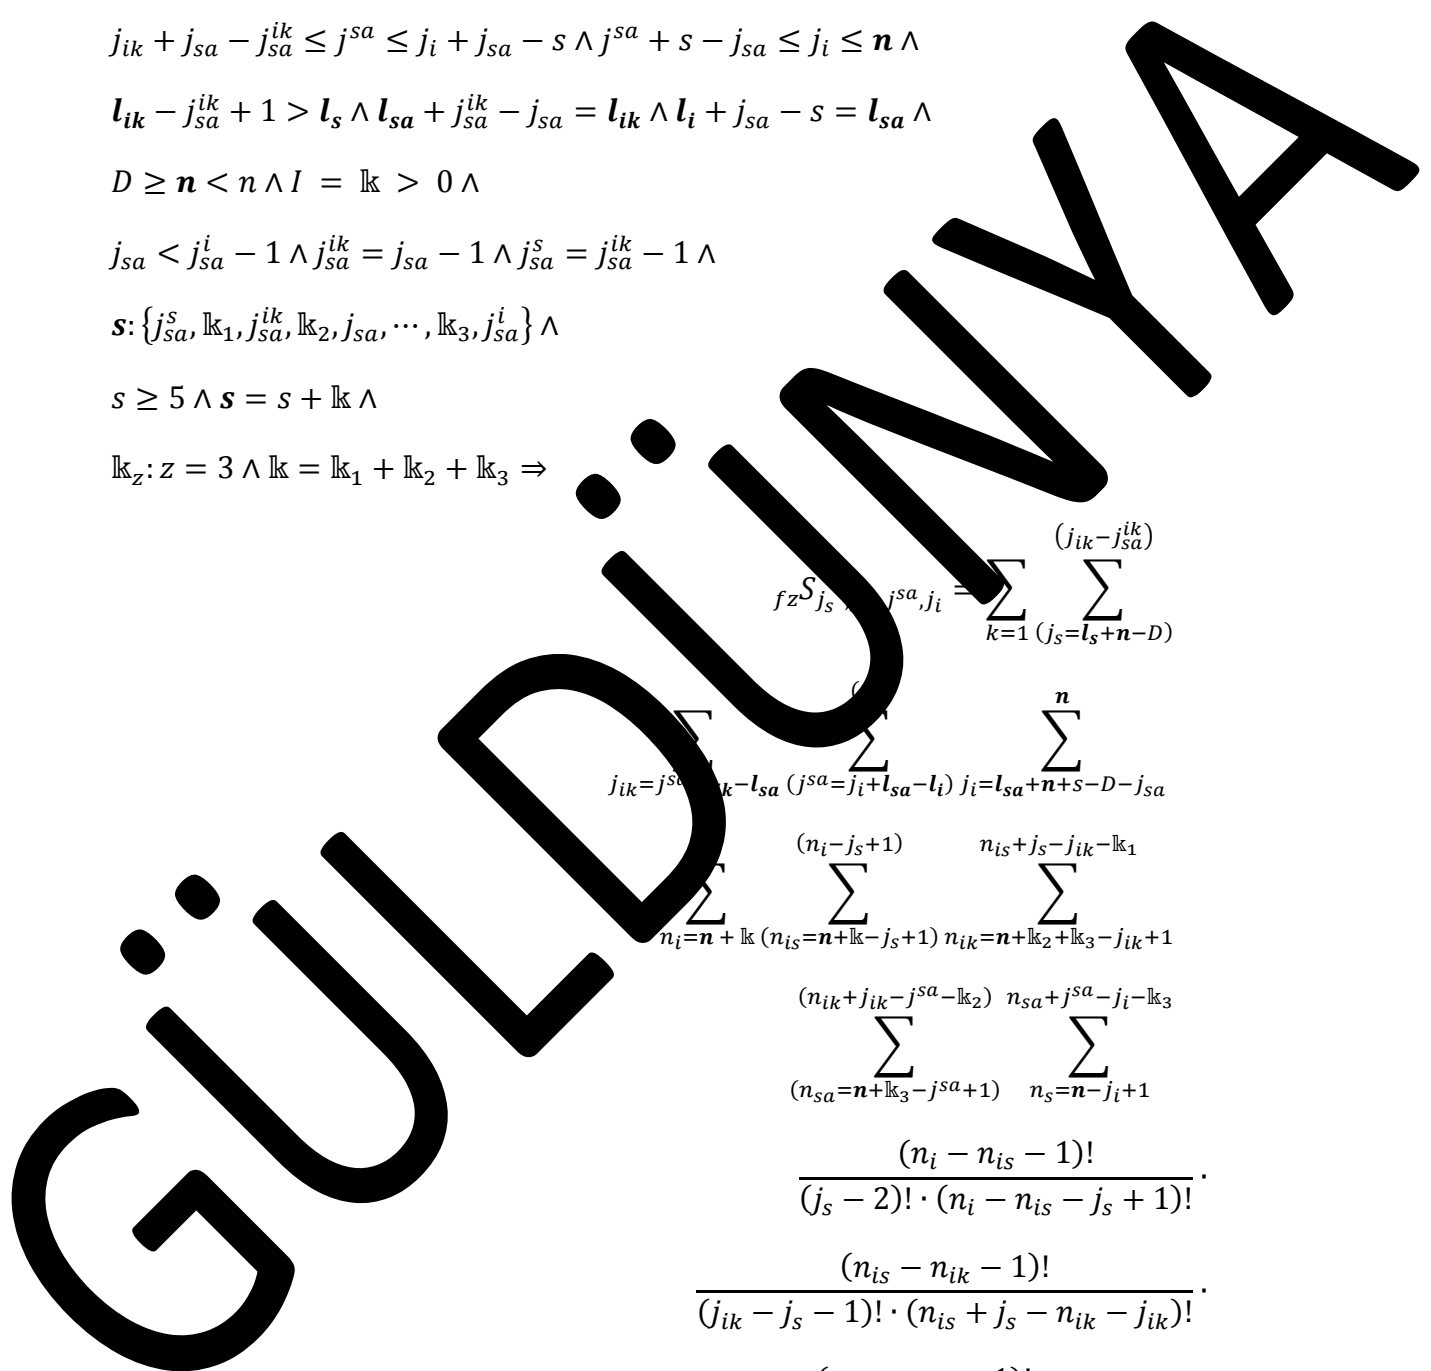 j_{ik} + j_{sa} − j_{sa}^{ik} ≤ j^{sa} ≤ j_i + j_{sa} − s ∧ j^{sa} + s − j_{sa} ≤ j_i ≤ n ∧
l_{ik} − j_{sa}^{ik} + 1 > l_s ∧ l_{sa} + j_{sa}^{ik} − j_{sa} = l_{ik} ∧ l_i + j_{sa} − s = l_{sa} ∧
D ≥ n < n ∧ I = 𝕜 > 0 ∧
j_{sa} < j_{sa}^i − 1 ∧ j_{sa}^{ik} = j_{sa} − 1 ∧ j_{sa}^s = j_{sa}^{ik} − 1 ∧
s: {j_{sa}^s, 𝕜_1, j_{sa}^{ik}, 𝕜_2, j_{sa}, ⋯, 𝕜_3, j_{sa}^i} ∧
s ≥ 5 ∧ s = s + 𝕜 ∧
𝕜_z: z = 3 ∧ 𝕜 = 𝕜_1 + 𝕜_2 + 𝕜_3 ⇒
(j_{ik}−j_{sa}^{ik})
_{fz}S_{j_s, j^{sa}, j_i} = ∑ ∑
k=1 (j_s=l_s+n−D)
n
∑ ∑ ∑
j_{ik}=j^{sa} −l_{sa} (j^{sa}=j_i+l_{sa}−l_i) j_i=l_{sa}+n+s−D−j_{sa}
(n_i−j_s+1) n_{is}+j_s−j_{ik}−𝕜_1
∑ ∑ ∑
n_i=n+𝕜 (n_{is}=n+𝕜−j_s+1) n_{ik}=n+𝕜_2+𝕜_3−j_{ik}+1
(n_{ik}+j_{ik}−j^{sa}−𝕜_2) n_{sa}+j^{sa}−j_i−𝕜_3
∑ ∑
(n_{sa}=n+𝕜_3−j^{sa}+1) n_s=n−j_i+1
(n_i − n_{is} − 1)!
(j_s − 2)! · (n_i − n_{is} − j_s + 1)! ·
(n_{is} − n_{ik} − 1)!
(j_{ik} − j_s − 1)! · (n_{is} + j_s − n_{ik} − j_{ik})! ·
GÜLDÜNYA